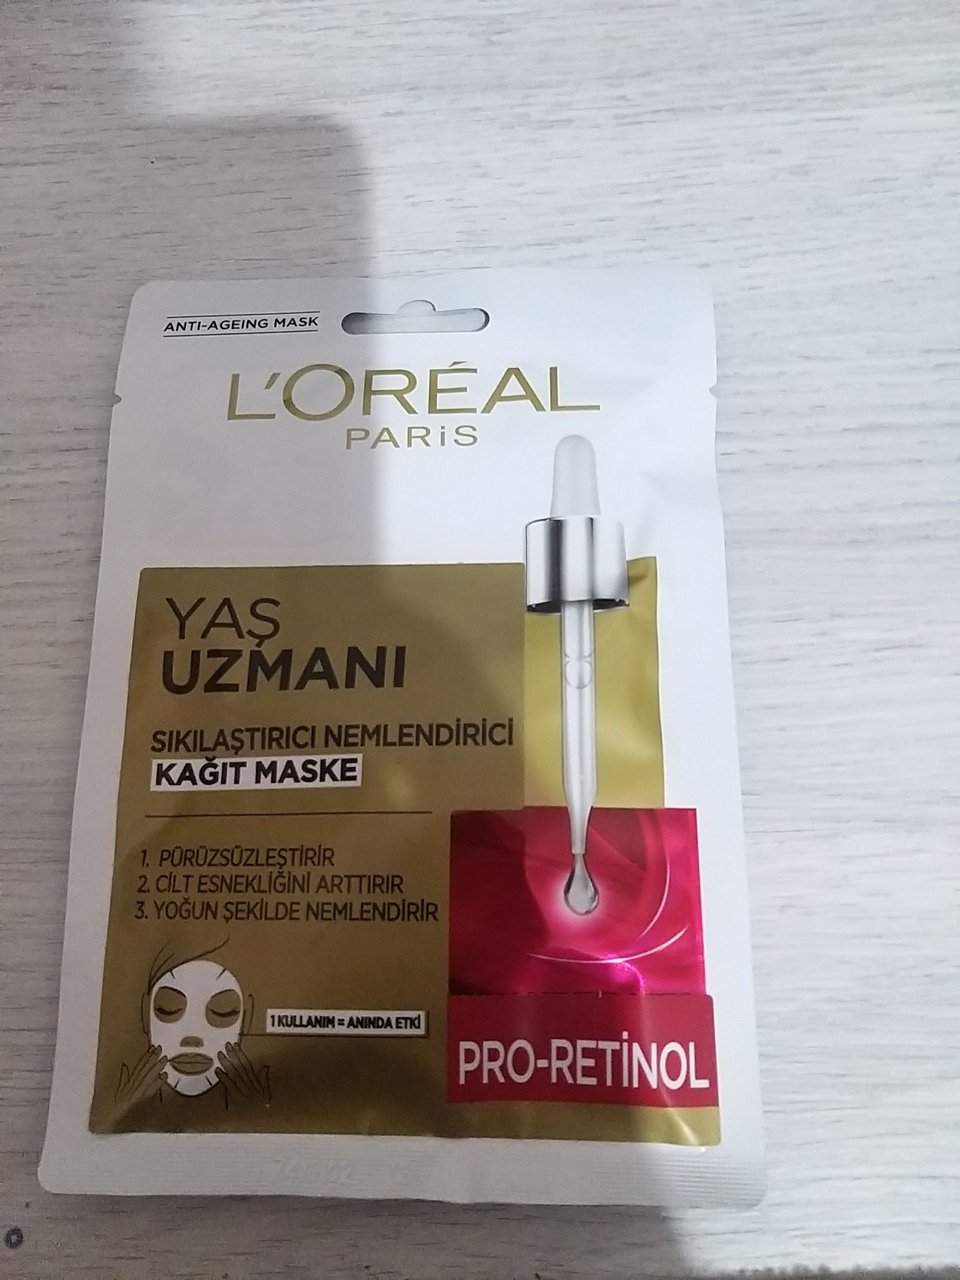 ANTI-AGEING MASK
L'ORÉAL
PARiS
YAŞ
UZMANI
SIKILAŞTIRICI NEMLENDİRİCİ
KAĞIT MASKE
1. PÜRÜZSÜZLEŞTİRİR
2. CİLT ESNEKLİĞİNİ ARTTIRIR
3. YOĞUN ŞEKİLDE NEMLENDİRİR
1 KULLANIM = ANINDA ETKİ
PRO-RETİNOL